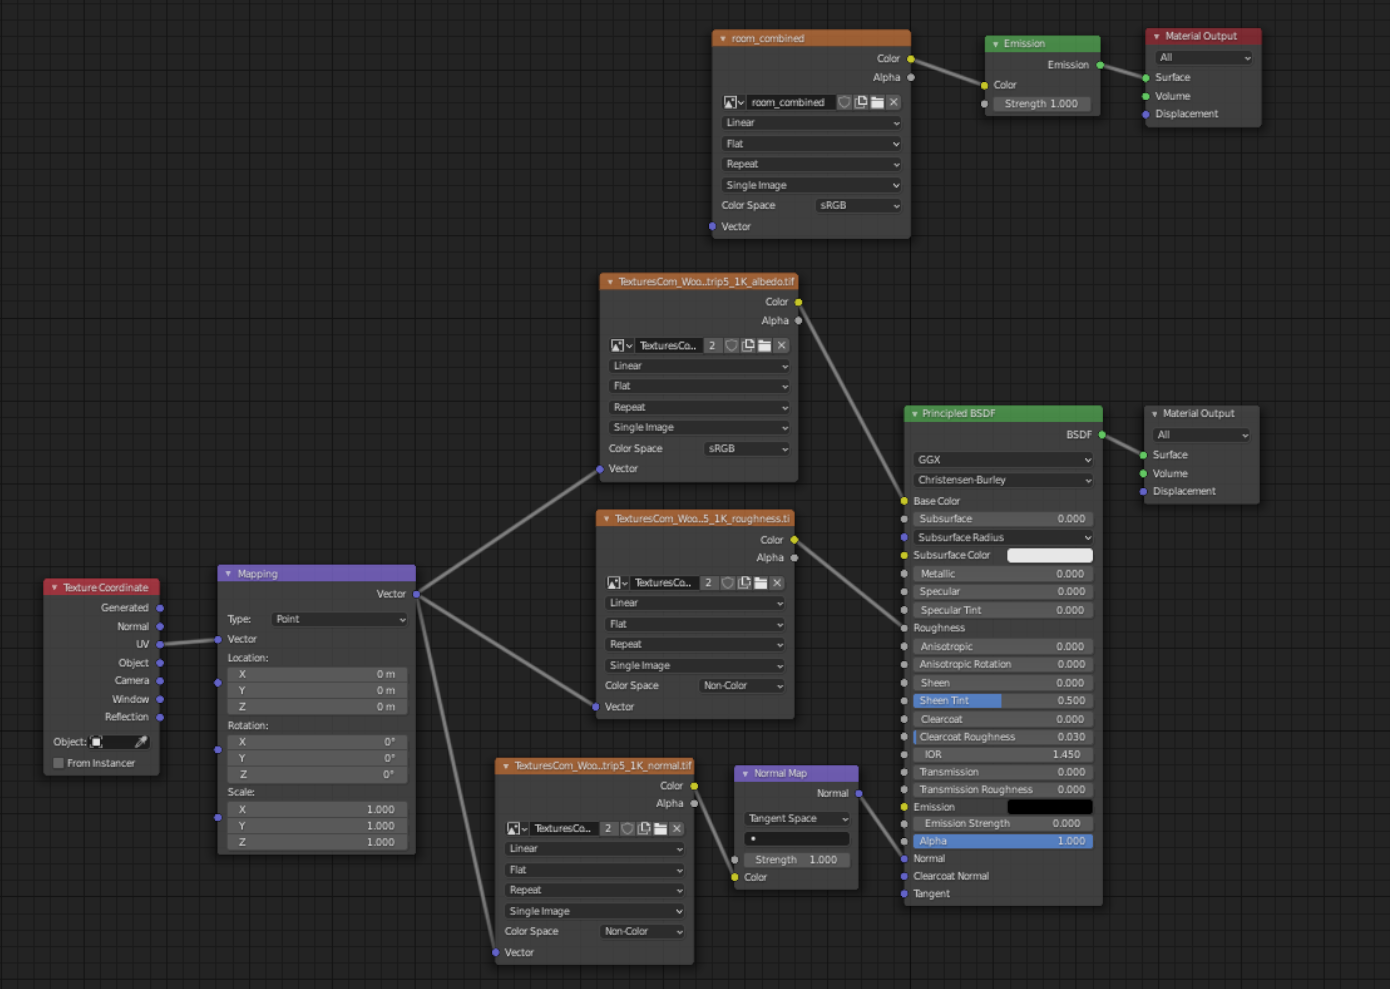 room_combined
Color
Alpha
room_combined
Linear
Flat
Repeat
Single Image
Color Space sRGB
Vector
Emission
Emission
Color
Strength 1.000
Material Output
All
Surface
Volume
Displacement
TexturesCom_Woo..trip5_1K_albedo.tif
Color
Alpha
TexturesCo.. 2
Linear
Flat
Repeat
Single Image
Color Space sRGB
Vector
TexturesCom_Woo..5_1K_roughness.ti
Color
Alpha
TexturesCo.. 2
Linear
Flat
Repeat
Single Image
Color Space Non-Color
Vector
Texture Coordinate
Generated
Normal
UV
Object
Camera
Window
Reflection
Object:
From Instancer
Mapping
Vector
Type: Point
Vector
Location:
X 0 m
Y 0 m
Z 0 m
Rotation:
X 0°
Y 0°
Z 0°
Scale:
X 1.000
Y 1.000
Z 1.000
TexturesCom_Woo..trip5_1K_normal.tif
Color
Alpha
TexturesCo.. 2
Linear
Flat
Repeat
Single Image
Color Space Non-Color
Vector
Normal Map
Normal
Tangent Space
Strength 1.000
Color
Principled BSDF
BSDF
GGX
Christensen-Burley
Base Color
Subsurface 0.000
Subsurface Radius
Subsurface Color
Metallic 0.000
Specular 0.000
Specular Tint 0.000
Roughness
Anisotropic 0.000
Anisotropic Rotation 0.000
Sheen 0.000
Sheen Tint 0.500
Clearcoat 0.000
Clearcoat Roughness 0.030
IOR 1.450
Transmission 0.000
Transmission Roughness 0.000
Emission
Emission Strength 0.000
Alpha 1.000
Normal
Clearcoat Normal
Tangent
Material Output
All
Surface
Volume
Displacement